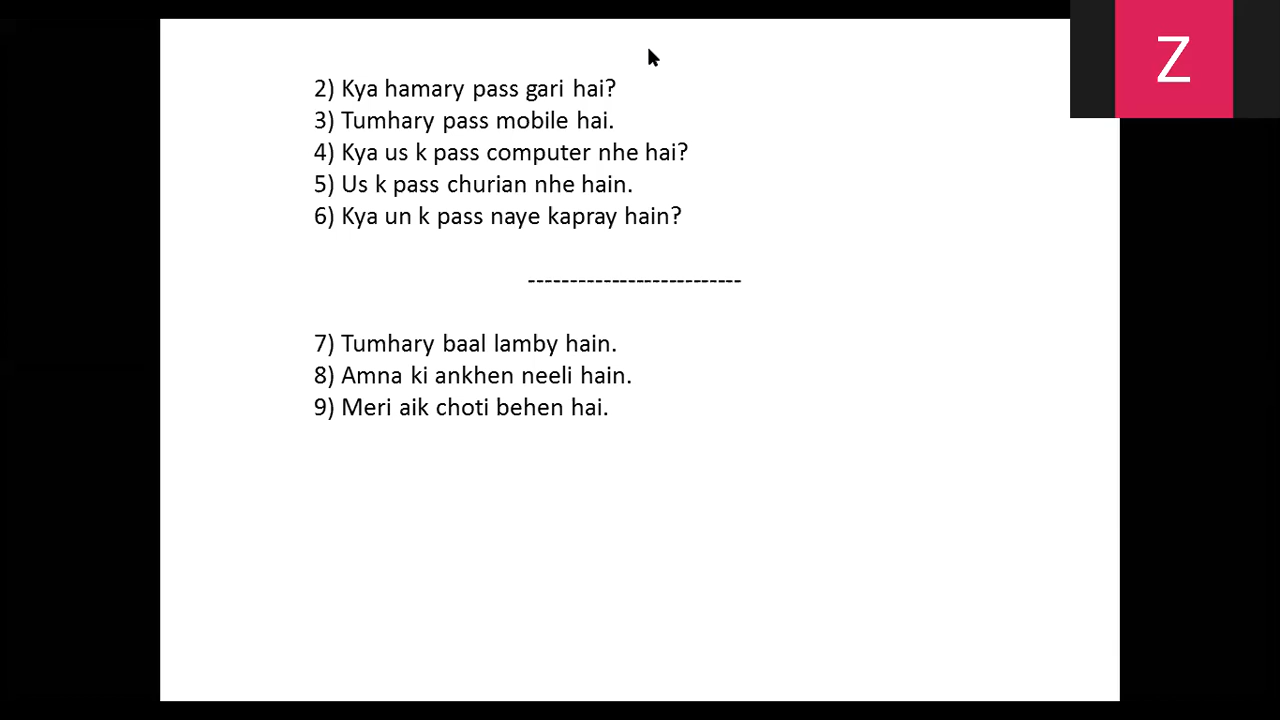 Z
2) Kya hamary pass gari hai?
3) Tumhary pass mobile hai.
4) Kya us k pass computer nhe hai?
5) Us k pass churian nhe hain.
6) Kya un k pass naye kapray hain?
--------------------------
7) Tumhary baal lamby hain.
8) Amna ki ankhen neeli hain.
9) Meri aik choti behen hai.